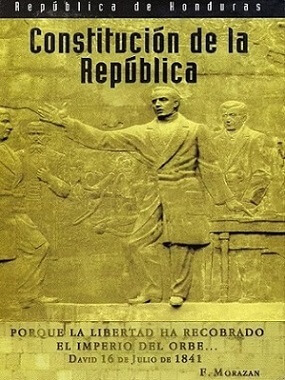 República de Honduras
Constitución de la
República
PORQUE LA LIBERTAD HA RECOBRADO
EL IMPERIO DEL ORBE...
DAVID 16 DE JULIO DE 1841
F. MORAZAN